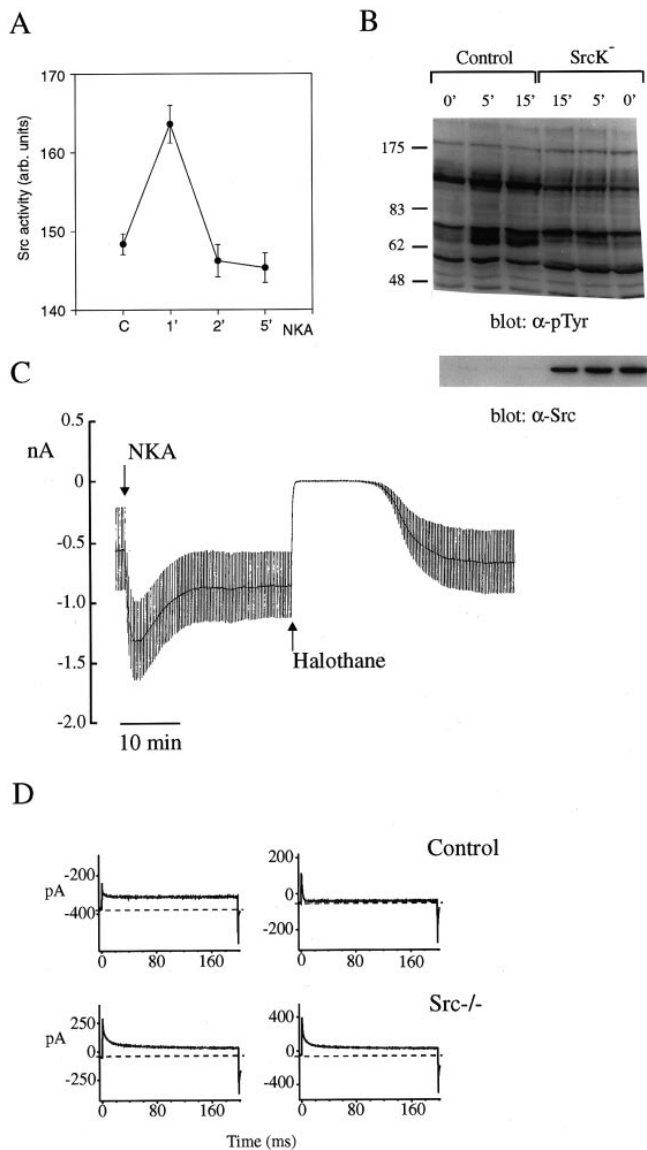 A
170
160
150
140
Src activity (arb. units)
C 1' 2' 5' NKA
B
Control SrcK-
0' 5' 15' 15' 5' 0'
175
83
62
48
blot: α-pTyr
blot: α-Src
C
0.5
nA
NKA
0
-0.5
-1.0
Halothane
-1.5
-2.0
10 min
D
Control
-200
pA
-400
0 80 160
200
0
-200
0 80 160
Src-/-
250
pA
0
-250
0 80 160
400
0
-400
0 80 160
Time (ms)